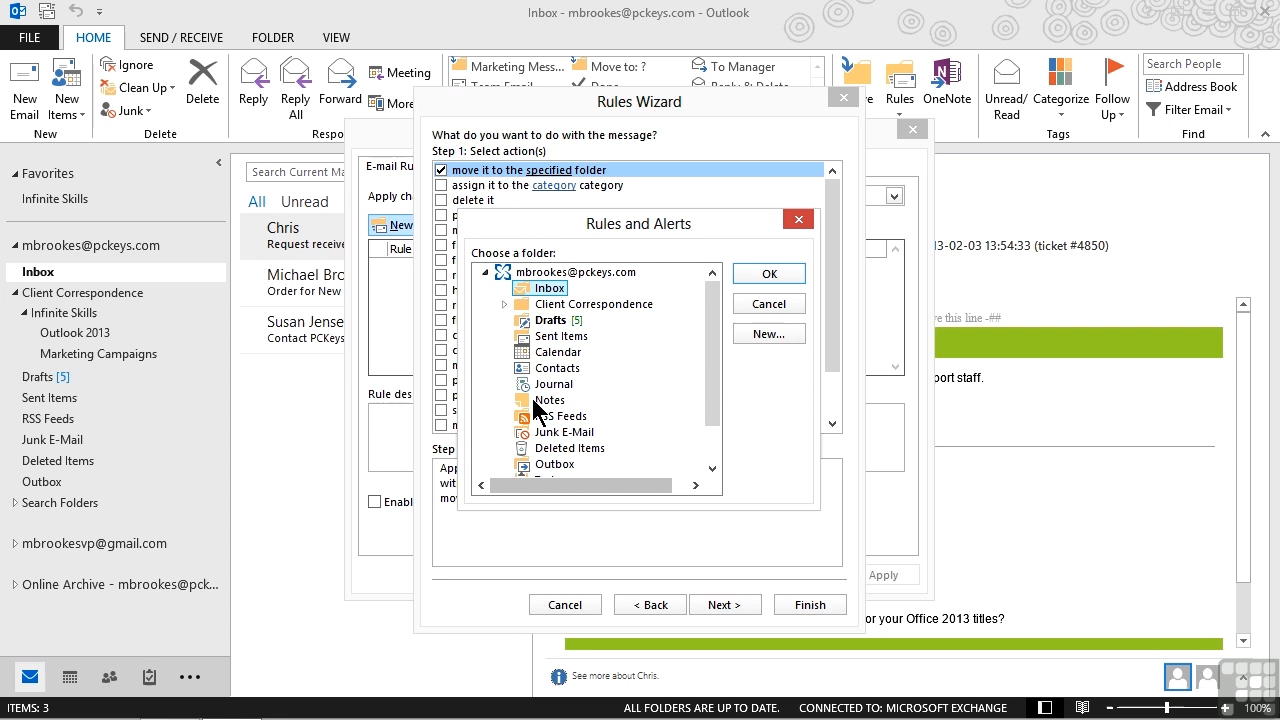 Inbox - mbrookes@pckeys.com - Outlook
FILE
HOME
SEND / RECEIVE
FOLDER
VIEW
New Email
New Items
New
Ignore
Clean Up
Junk
Delete
Delete
Reply
Reply All
Forward
Meeting
More
Respo
Marketing Mess...
Move to: ?
To Manager
Rules
OneNote
Unread/ Read
Categorize
Follow Up
Tags
Search People
Address Book
Filter Email
Find
Favorites
Infinite Skills
mbrookes@pckeys.com
Inbox
Client Correspondence
Infinite Skills
Outlook 2013
Marketing Campaigns
Drafts [5]
Sent Items
RSS Feeds
Junk E-Mail
Deleted Items
Outbox
Search Folders
mbrookesvp@gmail.com
Online Archive - mbrookes@pck...
Search Current Ma
All Unread
Chris
Request receive
Michael Bro
Order for New
Susan Jense
Contact PCKeys
E-mail Ru
Apply cha
New
Rule
Rule des
Enabl
Apply
Rules Wizard
What do you want to do with the message?
Step 1: Select action(s)
move it to the specified folder
assign it to the category category
delete it
Step
App
with
mov
Cancel
< Back
Next >
Finish
Rules and Alerts
Choose a folder:
mbrookes@pckeys.com
Inbox
Client Correspondence
Drafts [5]
Sent Items
Calendar
Contacts
Journal
Notes
RSS Feeds
Junk E-Mail
Deleted Items
Outbox
OK
Cancel
New...
13-02-03 13:54:33 (ticket #4850)
e this line -##
port staff.
or your Office 2013 titles?
See more about Chris.
ITEMS: 3
ALL FOLDERS ARE UP TO DATE.
CONNECTED TO: MICROSOFT EXCHANGE
100%